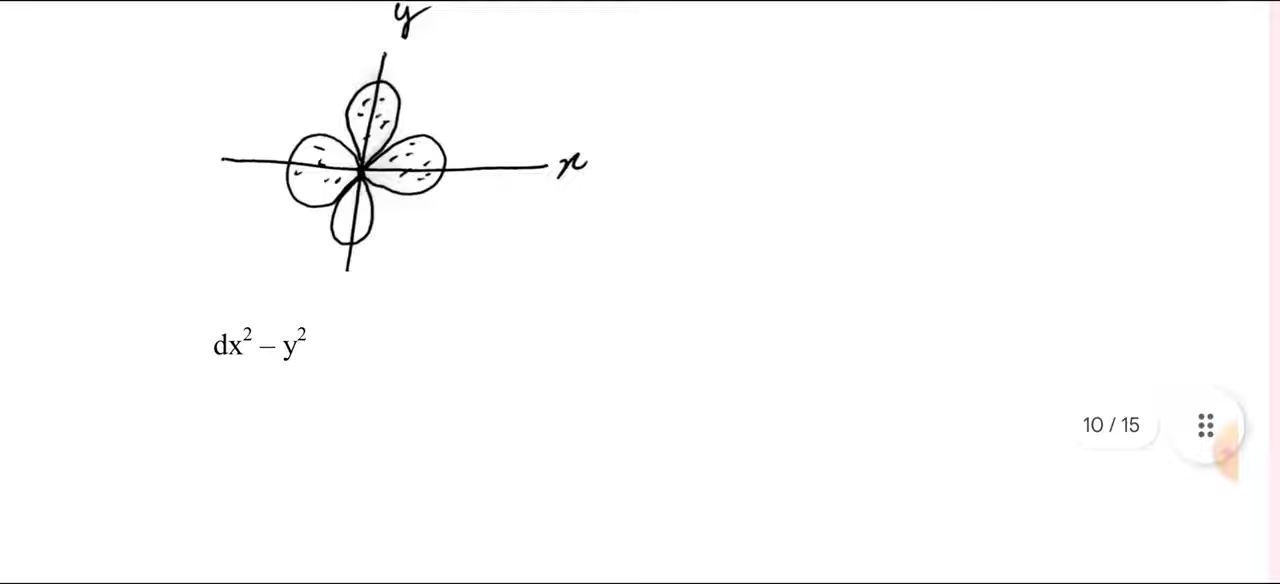 y
x
dx² – y²
10 / 15